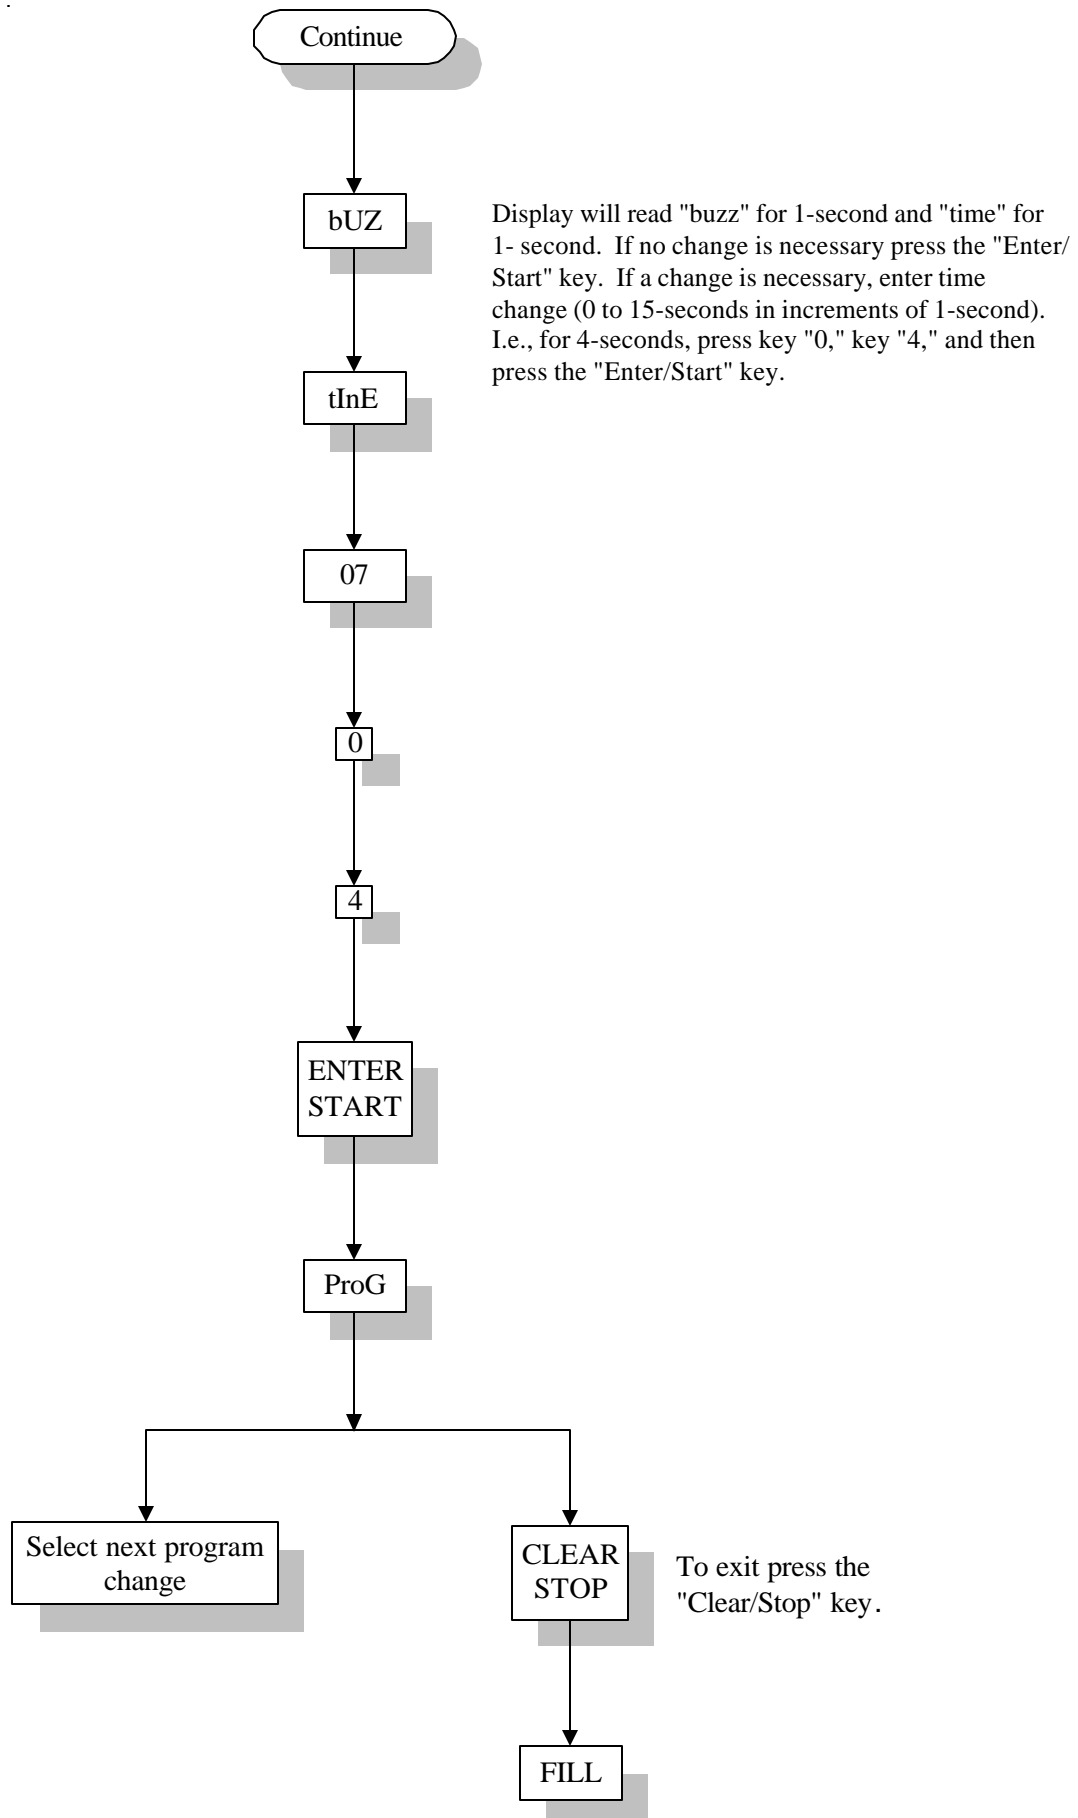 Continue
bUZ
Display will read "buzz" for 1-second and "time" for
1- second.  If no change is necessary press the "Enter/
Start" key.  If a change is necessary, enter time
change (0 to 15-seconds in increments of 1-second).
I.e., for 4-seconds, press key "0," key "4," and then
press the "Enter/Start" key.
tInE
07
0
4
ENTER
START
ProG
Select next program
change
CLEAR
STOP
To exit press the
"Clear/Stop" key.
FILL